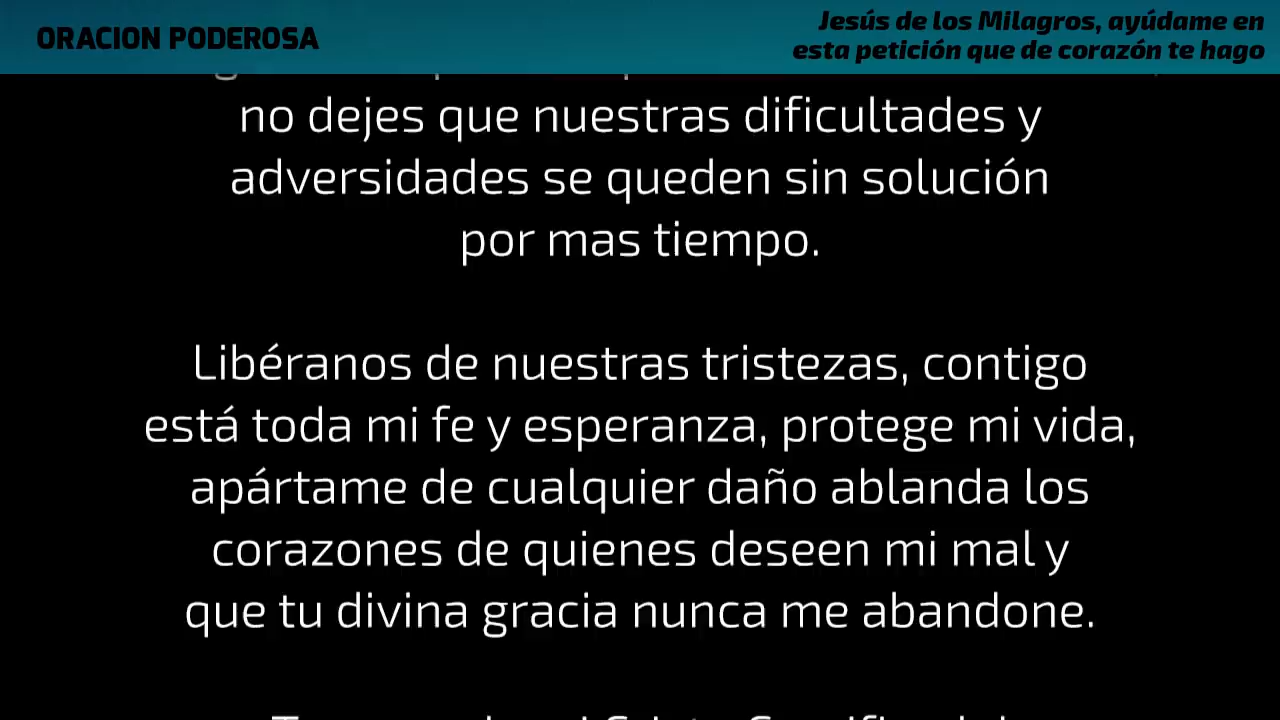 ORACION PODEROSA
Jesús de los Milagros, ayúdame en
esta petición que de corazón te hago
no dejes que nuestras dificultades y
adversidades se queden sin solución
por mas tiempo.
Libéranos de nuestras tristezas, contigo
está toda mi fe y esperanza, protege mi vida,
apártame de cualquier daño ablanda los
corazones de quienes deseen mi mal y
que tu divina gracia nunca me abandone.